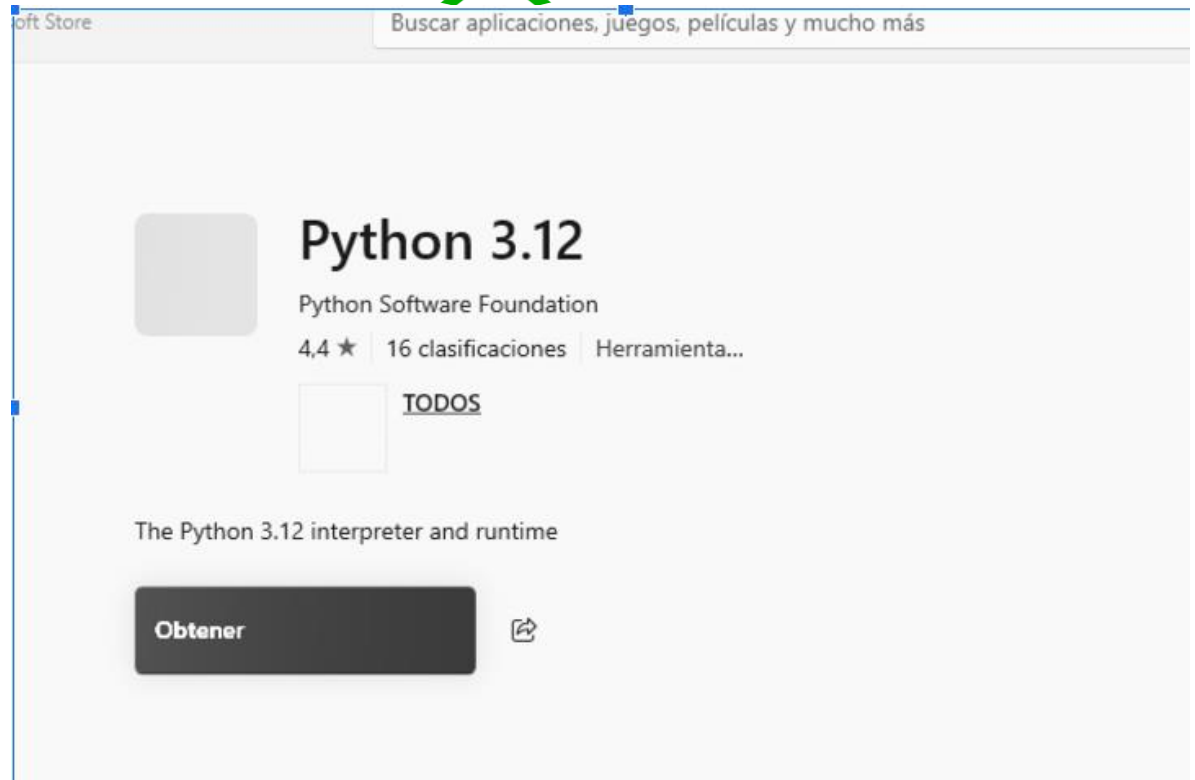 oft Store
Buscar aplicaciones, juegos, películas y mucho más
Python 3.12
Python Software Foundation
4,4 ★ 16 clasificaciones Herramienta...
TODOS
The Python 3.12 interpreter and runtime
Obtener